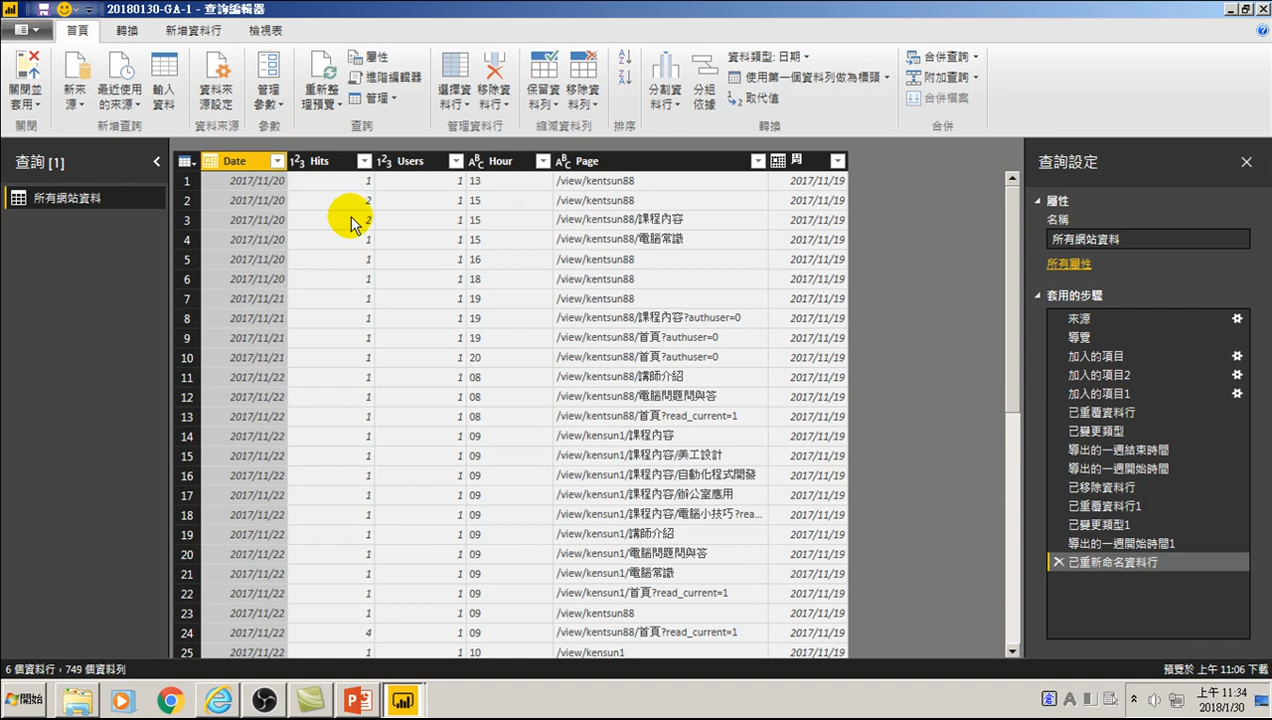 20180130-GA-1 - 查詢編輯器
首頁 轉換 新增資料行 檢視表
關閉並套用
新來源
最近使用的來源
輸入資料
資料來源設定
管理參數
重新整理預覽
屬性
進階編輯器
管理
選擇資料行
移除資料行
保留資料列
移除資料列
分割資料行
分組依據
資料類型: 日期
使用第一個資料列做為標頭
取代值
合併查詢
附加查詢
合併檔案
關閉 新增查詢 資料來源 參數 查詢 管理資料行 縮減資料列 排序 轉換 合併
查詢 [1]
所有網站資料
Date Hits Users Hour Page 周
1 2017/11/20 1 1 13 /view/kentsun88 2017/11/19
2 2017/11/20 2 1 15 /view/kentsun88 2017/11/19
3 2017/11/20 2 1 15 /view/kentsun88/課程內容 2017/11/19
4 2017/11/20 1 1 15 /view/kentsun88/電腦常識 2017/11/19
5 2017/11/20 1 1 16 /view/kentsun88 2017/11/19
6 2017/11/20 1 1 18 /view/kentsun88 2017/11/19
7 2017/11/21 1 1 19 /view/kentsun88 2017/11/19
8 2017/11/21 1 1 19 /view/kentsun88/課程內容?authuser=0 2017/11/19
9 2017/11/21 1 1 19 /view/kentsun88/首頁?authuser=0 2017/11/19
10 2017/11/21 1 1 20 /view/kentsun88/首頁?authuser=0 2017/11/19
11 2017/11/22 1 1 08 /view/kentsun88/講師介紹 2017/11/19
12 2017/11/22 1 1 08 /view/kentsun88/電腦問題問與答 2017/11/19
13 2017/11/22 1 1 08 /view/kentsun88/首頁?read_current=1 2017/11/19
14 2017/11/22 1 1 09 /view/kensun1/課程內容 2017/11/19
15 2017/11/22 1 1 09 /view/kensun1/課程內容/美工設計 2017/11/19
16 2017/11/22 1 1 09 /view/kensun1/課程內容/自動化程式開發 2017/11/19
17 2017/11/22 1 1 09 /view/kensun1/課程內容/辦公室應用 2017/11/19
18 2017/11/22 1 1 09 /view/kensun1/課程內容/電腦小技巧?rea... 2017/11/19
19 2017/11/22 1 1 09 /view/kensun1/講師介紹 2017/11/19
20 2017/11/22 1 1 09 /view/kensun1/電腦問題問與答 2017/11/19
21 2017/11/22 1 1 09 /view/kensun1/電腦常識 2017/11/19
22 2017/11/22 1 1 09 /view/kensun1/首頁?read_current=1 2017/11/19
23 2017/11/22 1 1 09 /view/kentsun88 2017/11/19
24 2017/11/22 4 1 09 /view/kentsun88/首頁?read_current=1 2017/11/19
25 2017/11/22 1 1 10 /view/kensun1 2017/11/19
查詢設定
屬性
名稱
所有網站資料
所有屬性
套用的步驟
來源
導覽
加入的項目
加入的項目2
加入的項目1
已重覆資料行
已變更類型
導出的一週結束時間
導出的一週開始時間
已移除資料行
已重覆資料行1
已變更類型1
導出的一週開始時間1
已重新命名資料行
6 個資料行，749 個資料列
預覽於 上午 11:06 下載
開始
上午 11:34
2018/1/30